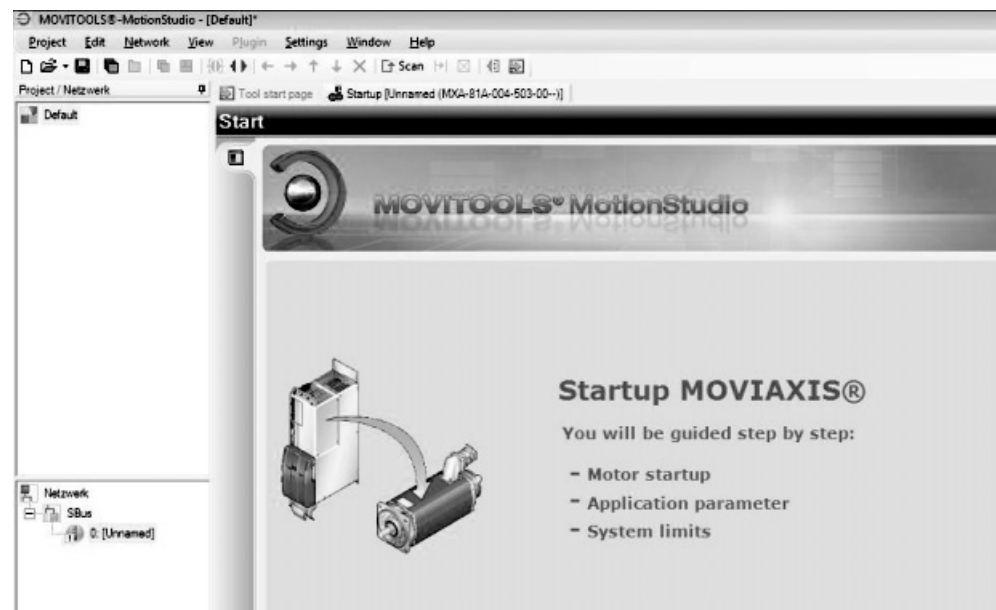 MOVITOOLS®-MotionStudio - [Default]*
Project Edit Network View Plugin Settings Window Help
Scan
Project / Netzwerk
Tool start page Startup [Unnamed (MXA-81A-004-503-00--)]
Default
Start
MOVITOOLS® MotionStudio
Startup MOVIAXIS®
You will be guided step by step:
- Motor startup
- Application parameter
- System limits
Netzwerk
SBus
0: [Unnamed]